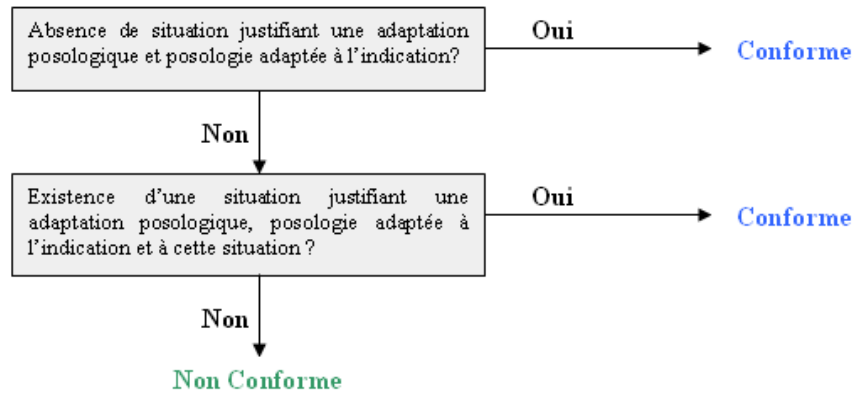 Absence de situation justifiant une adaptation
posologique et posologie adaptée à l'indication?
Oui
Conforme
Non
Existence d'une situation justifiant une
adaptation posologique, posologie adaptée à
l'indication et à cette situation ?
Oui
Conforme
Non
Non Conforme